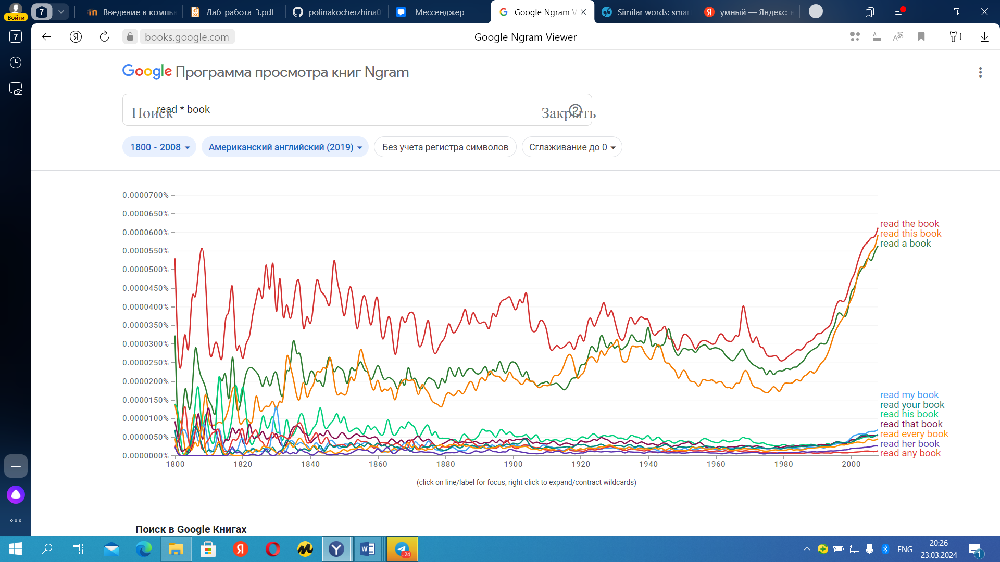 Войти
7
Введение в компь
Лаб_работа_3.pdf
polinakocherzhina0
Мессенджер
Google Ngram V
Similar words: smar
умный — Яндекс: н
7
books.google.com
Google Ngram Viewer
Google Программа просмотра книг Ngram
Поиск
read * book
Закрыть
1800 - 2008
Американский английский (2019)
Без учета регистра символов
Сглаживание до 0
0.0000700%
0.0000650%
0.0000600%
0.0000550%
0.0000500%
0.0000450%
0.0000400%
0.0000350%
0.0000300%
0.0000250%
0.0000200%
0.0000150%
0.0000100%
0.0000050%
0.0000000%
read the book
read this book
read a book
read my book
read your book
read his book
read that book
read every book
read her book
read any book
1800 1820 1840 1860 1880 1900 1920 1940 1960 1980 2000
(click on line/label for focus, right click to expand/contract wildcards)
Поиск в Google Книгах
..24
ENG
20:26
23.03.2024
1